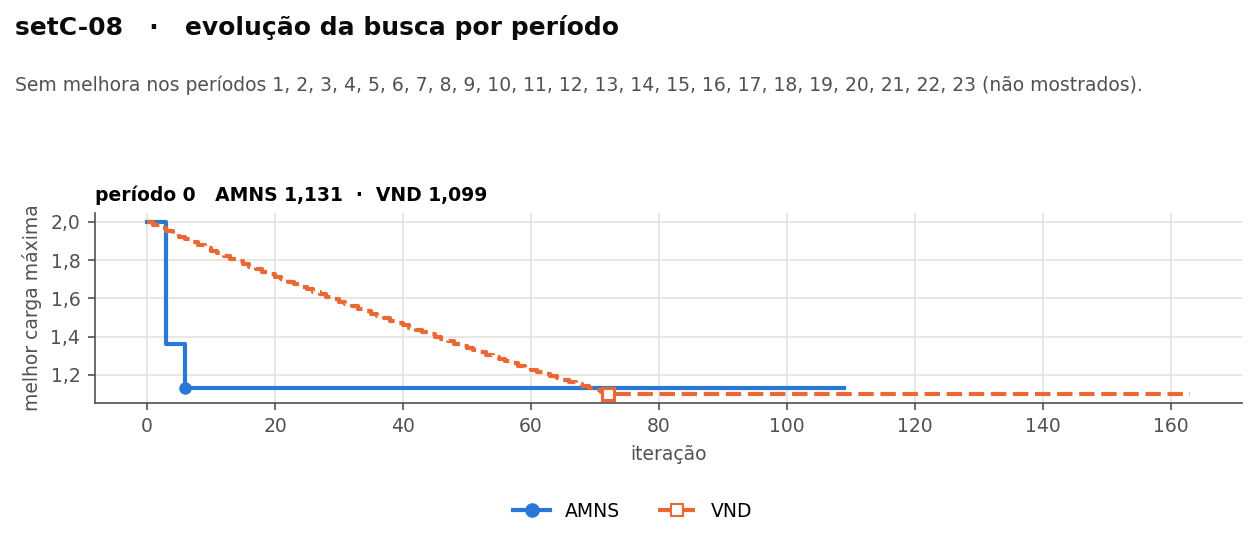 setC-08 · evolução da busca por período
Sem melhora nos períodos 1, 2, 3, 4, 5, 6, 7, 8, 9, 10, 11, 12, 13, 14, 15, 16, 17, 18, 19, 20, 21, 22, 23 (não mostrados).
período 0 AMNS 1,131 · VND 1,099
melhor carga máxima
2,0
1,8
1,6
1,4
1,2
0 20 40 60 80 100 120 140 160
iteração
AMNS VND